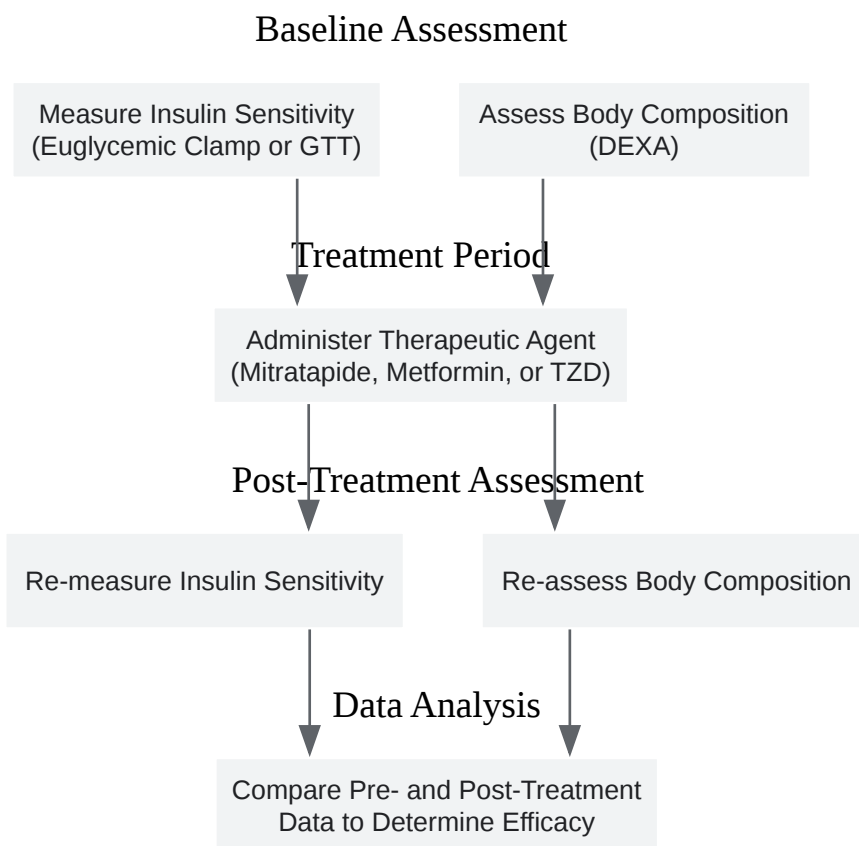 Baseline Assessment
Measure Insulin Sensitivity
(Euglycemic Clamp or GTT)
Assess Body Composition
(DEXA)
Treatment Period
Administer Therapeutic Agent
(Mitratapide, Metformin, or TZD)
Post-Treatment Assessment
Re-measure Insulin Sensitivity
Re-assess Body Composition
Data Analysis
Compare Pre- and Post-Treatment
Data to Determine Efficacy